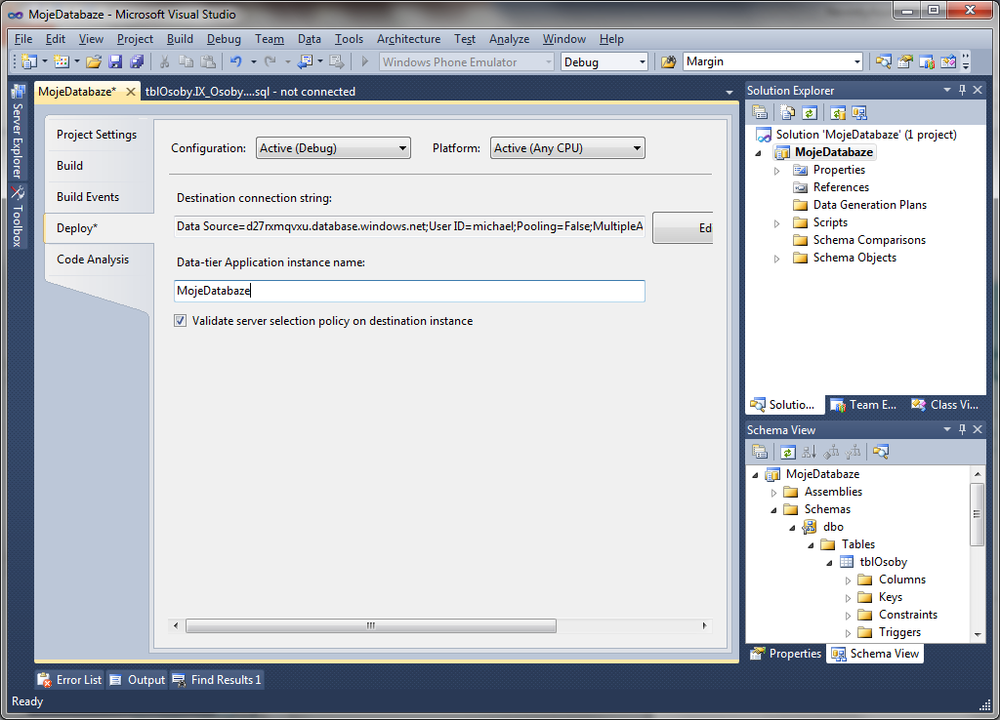 MojeDatabaze - Microsoft Visual Studio
File Edit View Project Build Debug Team Data Tools Architecture Test Analyze Window Help
Windows Phone Emulator Debug Margin
Server Explorer
Toolbox
MojeDatabaze* tblOsoby.IX_Osoby....sql - not connected
Project Settings
Build
Build Events
Deploy*
Code Analysis
Configuration: Active (Debug) Platform: Active (Any CPU)
Destination connection string:
Data Source=d27rxmqvxu.database.windows.net;User ID=michael;Pooling=False;MultipleA Ed
Data-tier Application instance name:
MojeDatabaze
Validate server selection policy on destination instance
Solution Explorer
Solution 'MojeDatabaze' (1 project)
MojeDatabaze
Properties
References
Data Generation Plans
Scripts
Schema Comparisons
Schema Objects
Solutio... Team E... Class Vi...
Schema View
MojeDatabaze
Assemblies
Schemas
dbo
Tables
tblOsoby
Columns
Keys
Constraints
Triggers
Properties Schema View
Error List Output Find Results 1
Ready